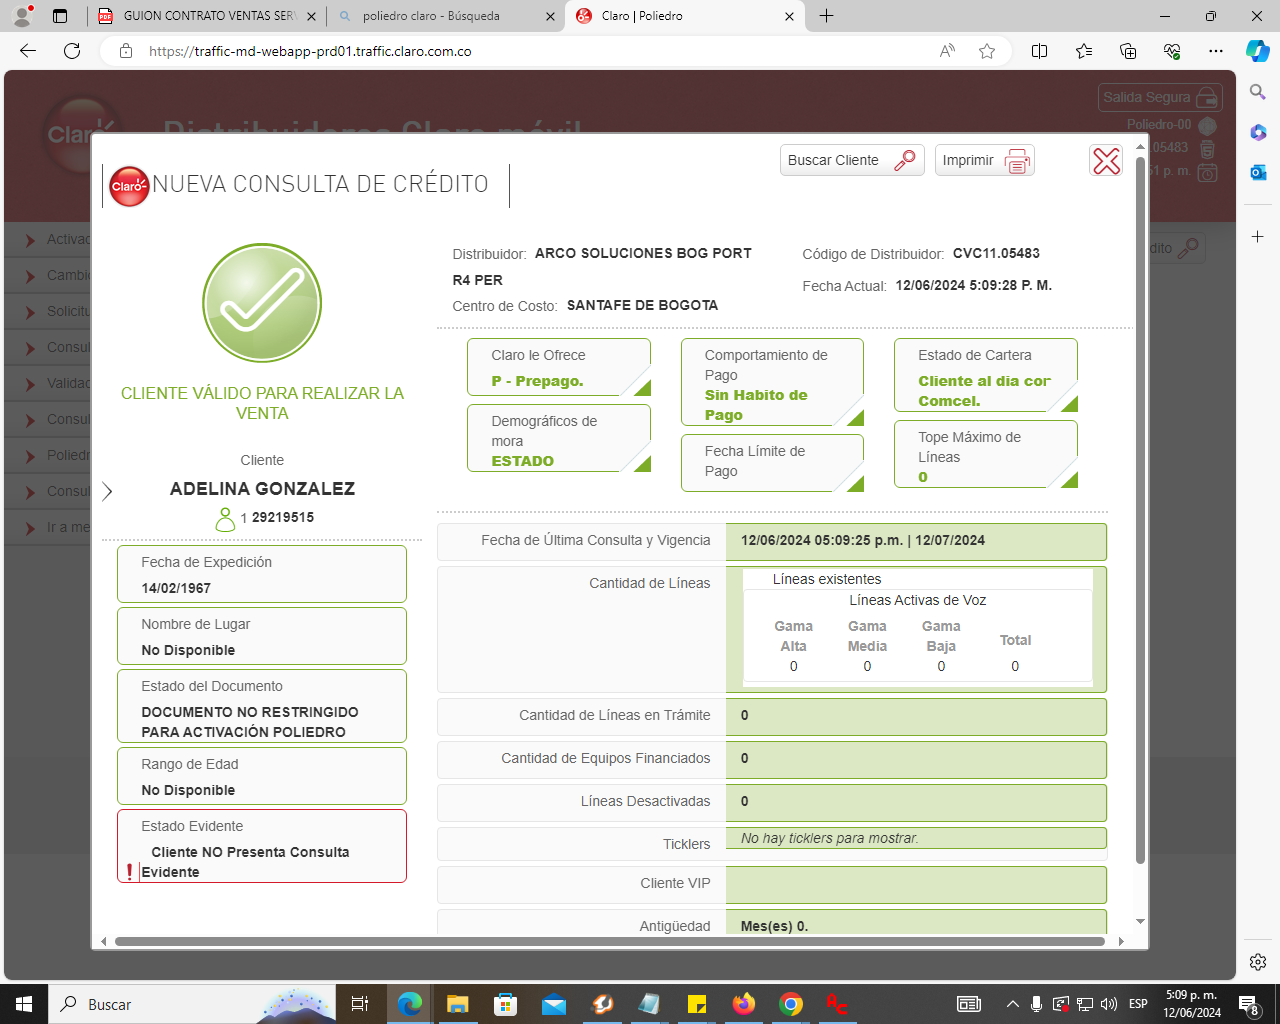 GUION CONTRATO VENTAS SER
poliedro claro - Búsqueda
Claro | Poliedro
https://traffic-md-webapp-prd01.traffic.claro.com.co
Salida Segura
Claro
Distribuidores Claro móvil
Poliedro-00
.05483
51 p. m.
Buscar Cliente
Imprimir
Claro
NUEVA CONSULTA DE CRÉDITO
Activac
Cambio
Solicitu
Consul
Validac
Consul
Poliedr
Consul
Ir a me
dito
CLIENTE VÁLIDO PARA REALIZAR LA
VENTA
Cliente
ADELINA GONZALEZ
1 29219515
Fecha de Expedición
14/02/1967
Nombre de Lugar
No Disponible
Estado del Documento
DOCUMENTO NO RESTRINGIDO
PARA ACTIVACIÓN POLIEDRO
Rango de Edad
No Disponible
Estado Evidente
Cliente NO Presenta Consulta
Evidente
Distribuidor: ARCO SOLUCIONES BOG PORT
R4 PER
Centro de Costo: SANTAFE DE BOGOTA
Código de Distribuidor: CVC11.05483
Fecha Actual: 12/06/2024 5:09:28 P. M.
Claro le Ofrece
P - Prepago.
Demográficos de
mora
ESTADO
Comportamiento de
Pago
Sin Habito de
Pago
Fecha Límite de
Pago
Estado de Cartera
Cliente al dia con
Comcel.
Tope Máximo de
Líneas
0
Fecha de Última Consulta y Vigencia 12/06/2024 05:09:25 p.m. | 12/07/2024
Cantidad de Líneas
Líneas existentes
Líneas Activas de Voz
Gama Alta Gama Media Gama Baja Total
0 0 0 0
Cantidad de Líneas en Trámite 0
Cantidad de Equipos Financiados 0
Líneas Desactivadas 0
Ticklers No hay ticklers para mostrar.
Cliente VIP
Antigüedad Mes(es) 0.
Buscar
ESP
5:09 p. m.
12/06/2024
8